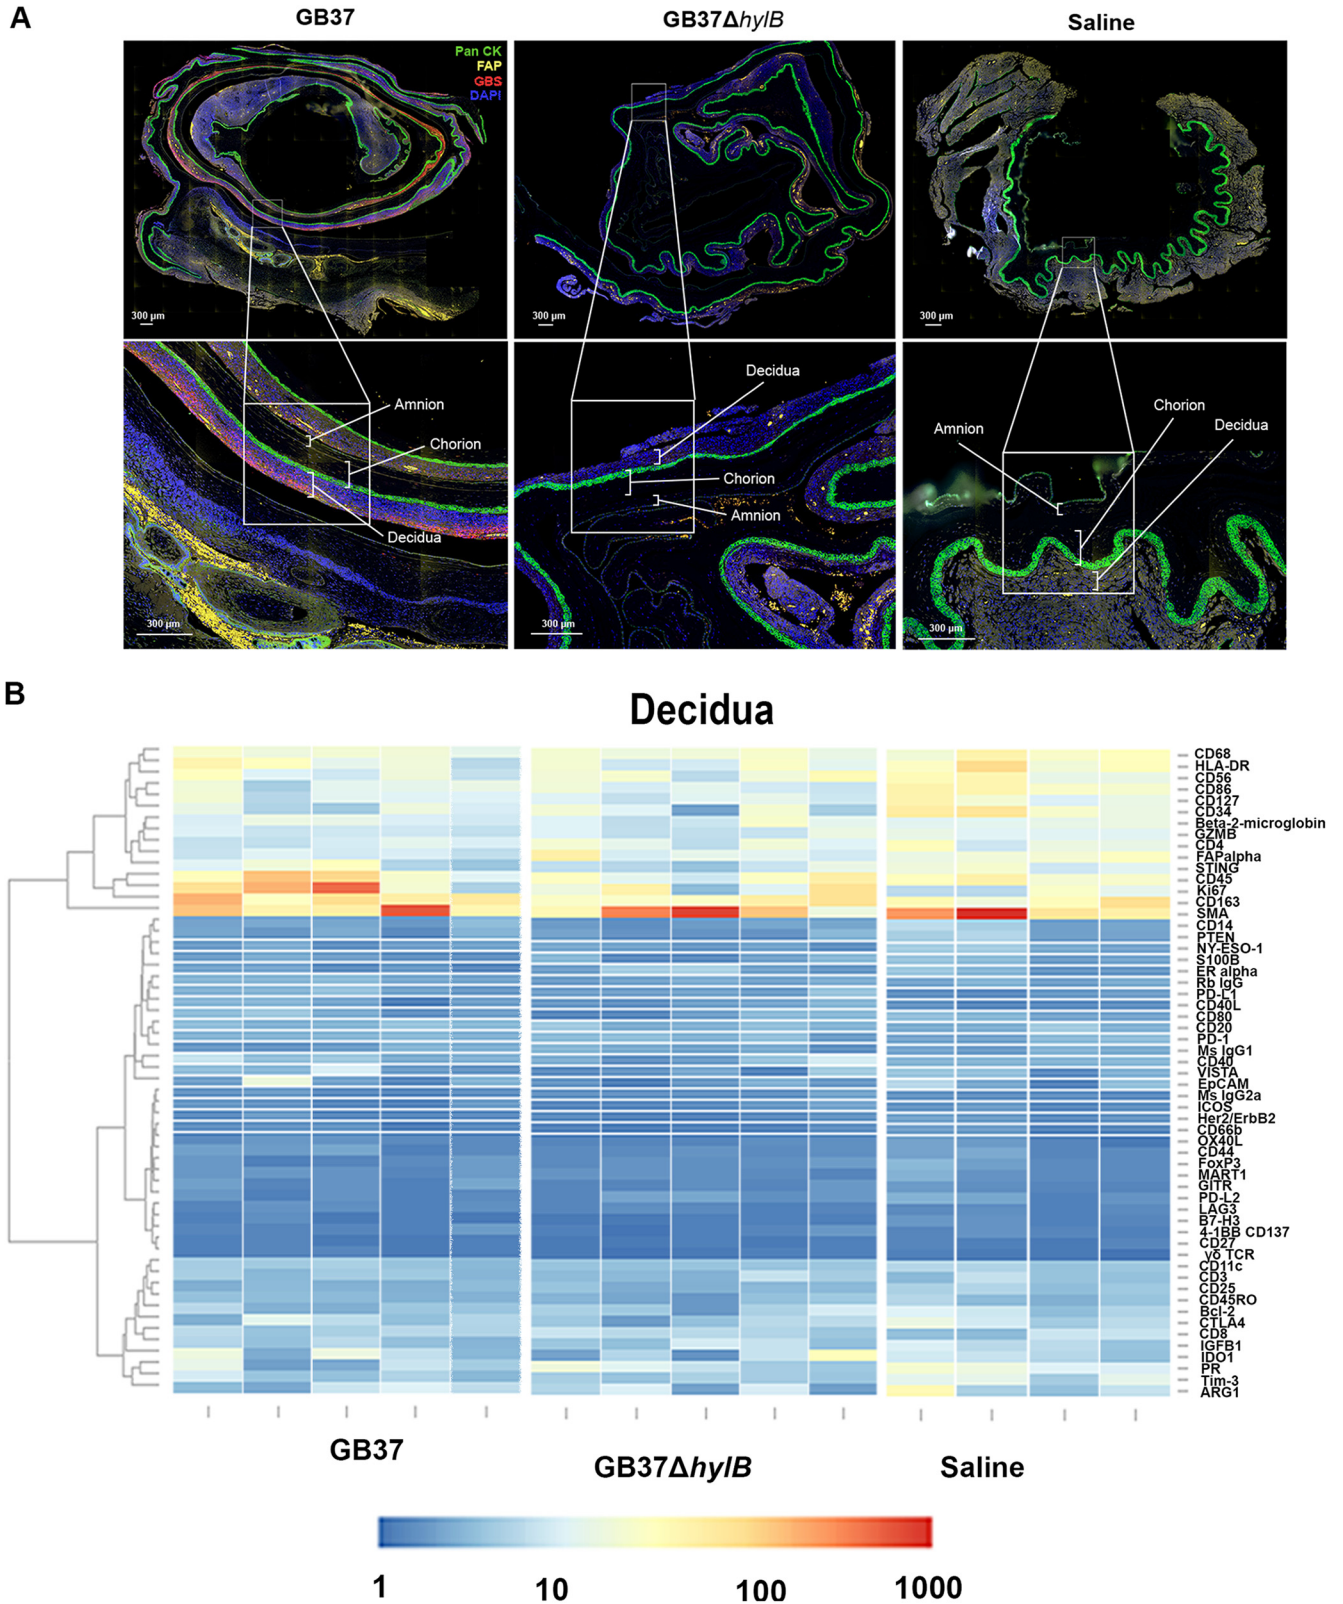 A
GB37
GB37ΔhylB
Saline
Pan CK
FAP
GBS
DAPI
300 µm
300 µm
300 µm
Amnion
Chorion
Decidua
300 µm
Decidua
Chorion
Amnion
300 µm
Amnion
Chorion
Decidua
300 µm
B
Decidua
CD68
HLA-DR
CD56
CD86
CD127
CD34
Beta-2-microglobin
GZMB
CD4
FAPalpha
STING
CD45
Ki67
CD163
SMA
CD14
PTEN
NY-ESO-1
S100B
ER alpha
Rb IgG
PD-L1
CD40L
CD80
CD20
PD-1
Ms IgG1
CD40
VISTA
EpCAM
Ms IgG2a
ICOS
Her2/ErbB2
CD66b
OX40L
CD44
FoxP3
MART1
GITR
PD-L2
LAG3
B7-H3
4-1BB CD137
CD27
γδ TCR
CD11c
CD3
CD25
CD45RO
Bcl-2
CTLA4
CD8
IGFB1
IDO1
PR
Tim-3
ARG1
GB37
GB37ΔhylB
Saline
1
10
100
1000